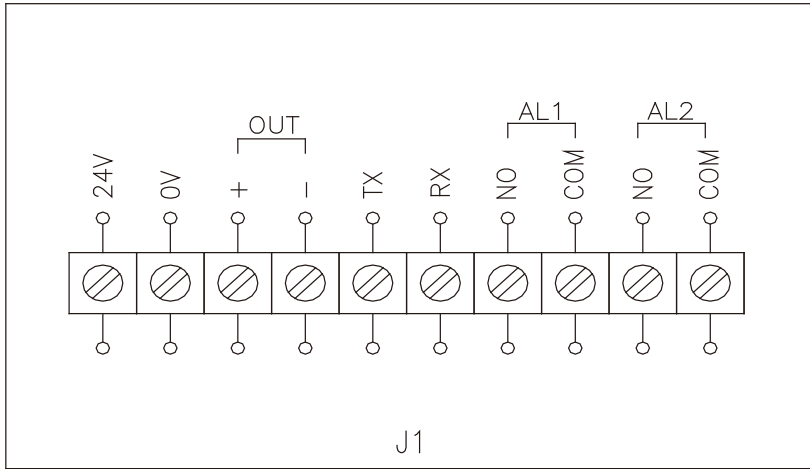 AL1 AL2
OUT
24V 0V + − TX RX NO COM NO COM
J1